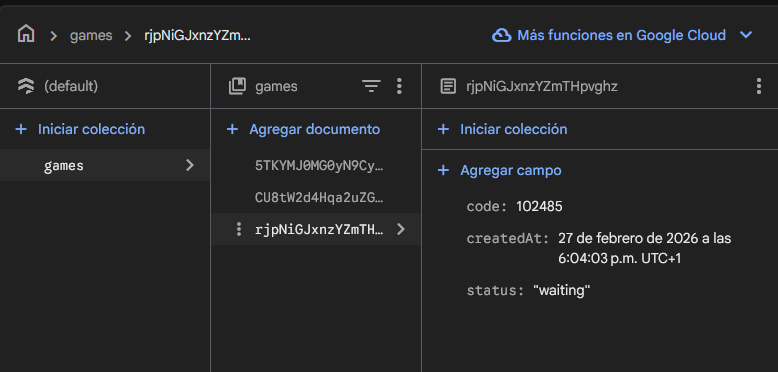 games rjpNiGJxnzYZm... Más funciones en Google Cloud
(default)
games
rjpNiGJxnzYZmTHpvghz
+ Iniciar colección
+ Agregar documento
+ Iniciar colección
games
5TKYMJ0MG0yN9Cy…
CU8tW2d4Hqa2uZG…
rjpNiGJxnzYZmTH…
+ Agregar campo
code: 102485
createdAt: 27 de febrero de 2026 a las
6:04:03 p.m. UTC+1
status: "waiting"